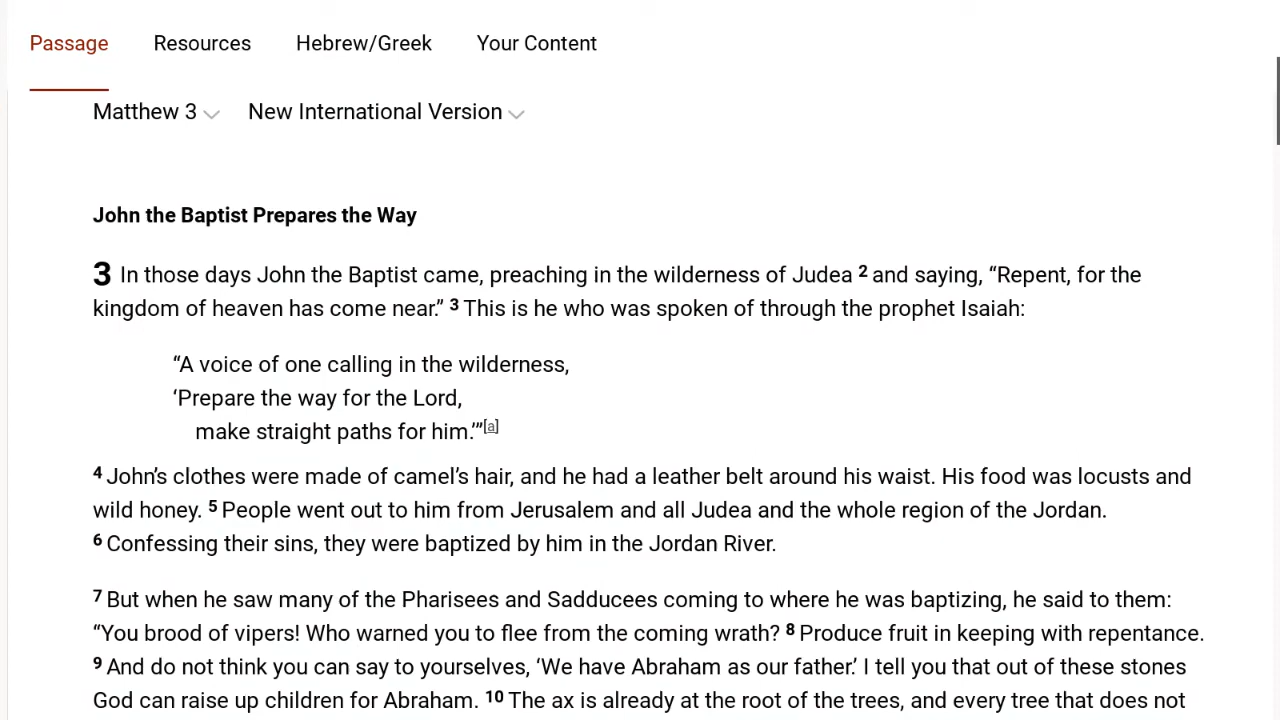 Passage Resources Hebrew/Greek Your Content
Matthew 3 New International Version
John the Baptist Prepares the Way
3 In those days John the Baptist came, preaching in the wilderness of Judea 2 and saying, “Repent, for the
kingdom of heaven has come near.” 3 This is he who was spoken of through the prophet Isaiah:
“A voice of one calling in the wilderness,
‘Prepare the way for the Lord,
make straight paths for him.’”[a]
4 John’s clothes were made of camel’s hair, and he had a leather belt around his waist. His food was locusts and
wild honey. 5 People went out to him from Jerusalem and all Judea and the whole region of the Jordan.
6 Confessing their sins, they were baptized by him in the Jordan River.
7 But when he saw many of the Pharisees and Sadducees coming to where he was baptizing, he said to them:
“You brood of vipers! Who warned you to flee from the coming wrath? 8 Produce fruit in keeping with repentance.
9 And do not think you can say to yourselves, ‘We have Abraham as our father.’ I tell you that out of these stones
God can raise up children for Abraham. 10 The ax is already at the root of the trees, and every tree that does not